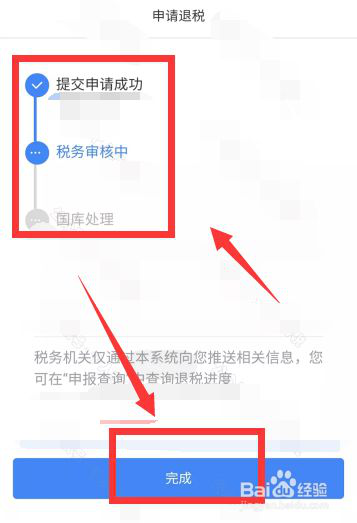 申请退税
提交申请成功
税务审核中
国库处理
税务机关仅通过本系统向您推送相关信息，您
可在“申报查询”中查询退税进度
完成
Baidu百度经验